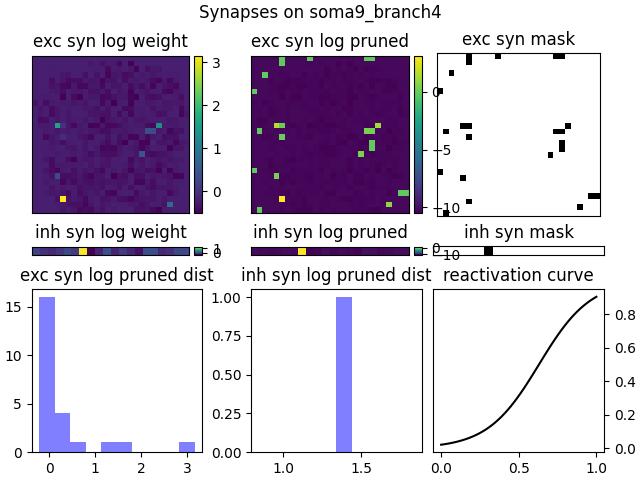 Synapses on soma9_branch4
exc syn log weight
exc syn log pruned
exc syn mask
3
2
1
0
0
−5
−10
inh syn log weight
inh syn log pruned
inh syn mask
1
0
0
−10
exc syn log pruned dist
inh syn log pruned dist
reactivation curve
15
10
5
0
0 1 2 3
1.00
0.75
0.50
0.25
0.00
1.0 1.5
0.8
0.6
0.4
0.2
0.0
0.0 0.5 1.0